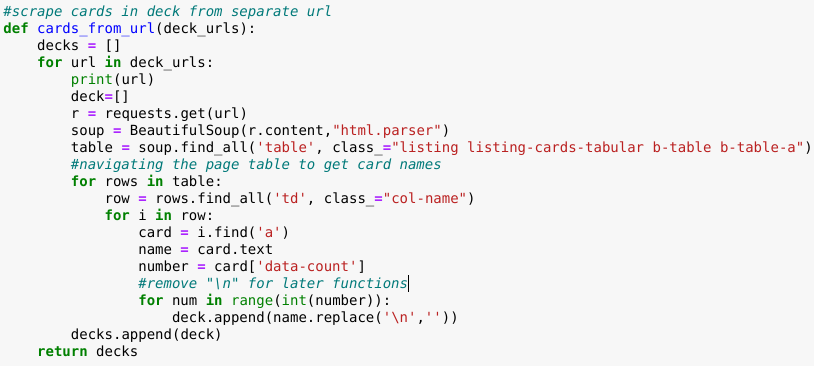 #scrape cards in deck from separate url
def cards_from_url(deck_urls):
    decks = []
    for url in deck_urls:
        print(url)
        deck=[]
        r = requests.get(url)
        soup = BeautifulSoup(r.content,"html.parser")
        table = soup.find_all('table', class_="listing listing-cards-tabular b-table b-table-a")
        #navigating the page table to get card names
        for rows in table:
            row = rows.find_all('td', class_="col-name")
            for i in row:
                card = i.find('a')
                name = card.text
                number = card['data-count']
                #remove "\n" for later functions
                for num in range(int(number)):
                    deck.append(name.replace('\n',''))
        decks.append(deck)
    return decks